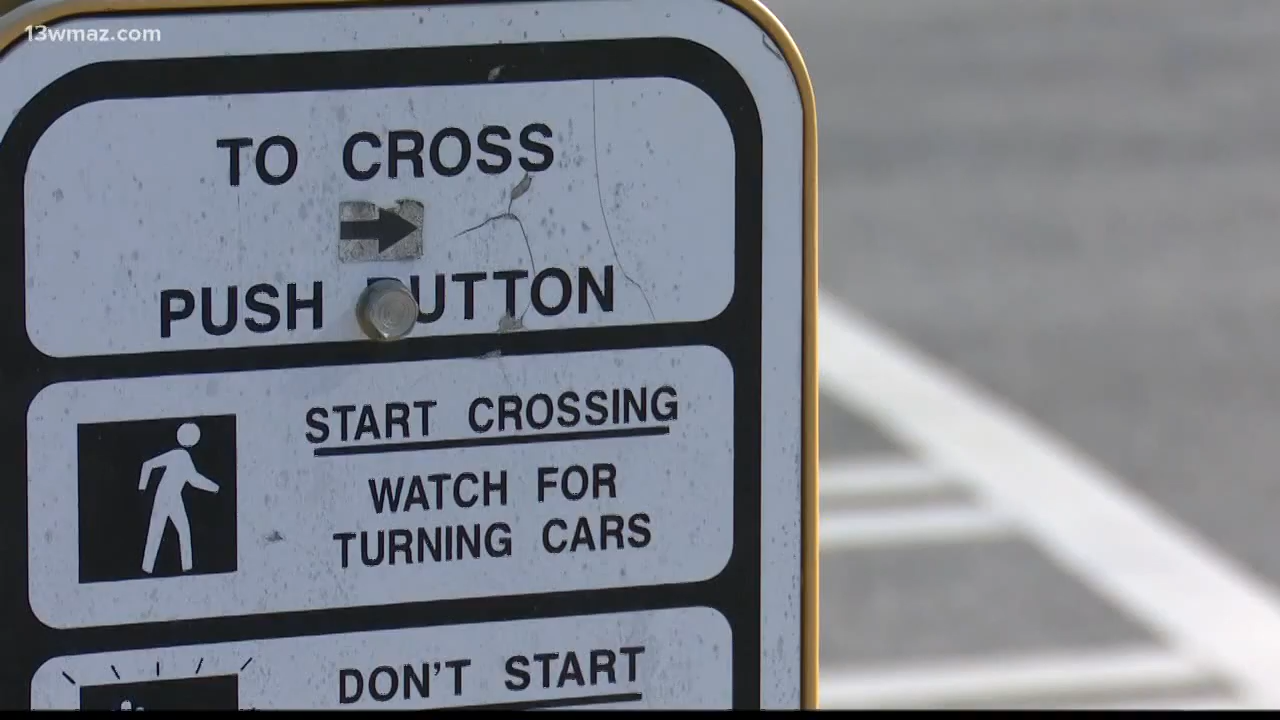 13wmaz.com
TO CROSS
PUSH BUTTON
START CROSSING
WATCH FOR
TURNING CARS
DON'T START